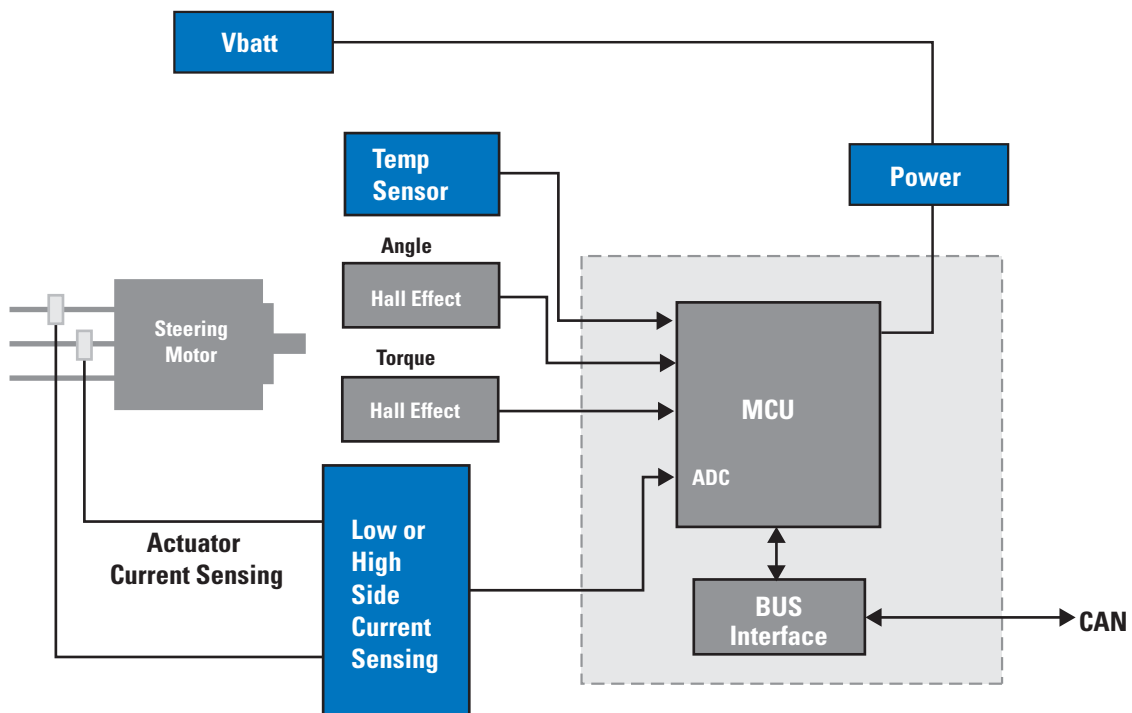 Vbatt
Temp
Sensor
Power
Angle
Hall Effect
Steering
Motor
Torque
Hall Effect
MCU
ADC
Low or
High
Side
Current
Sensing
Actuator
Current Sensing
BUS
Interface
CAN